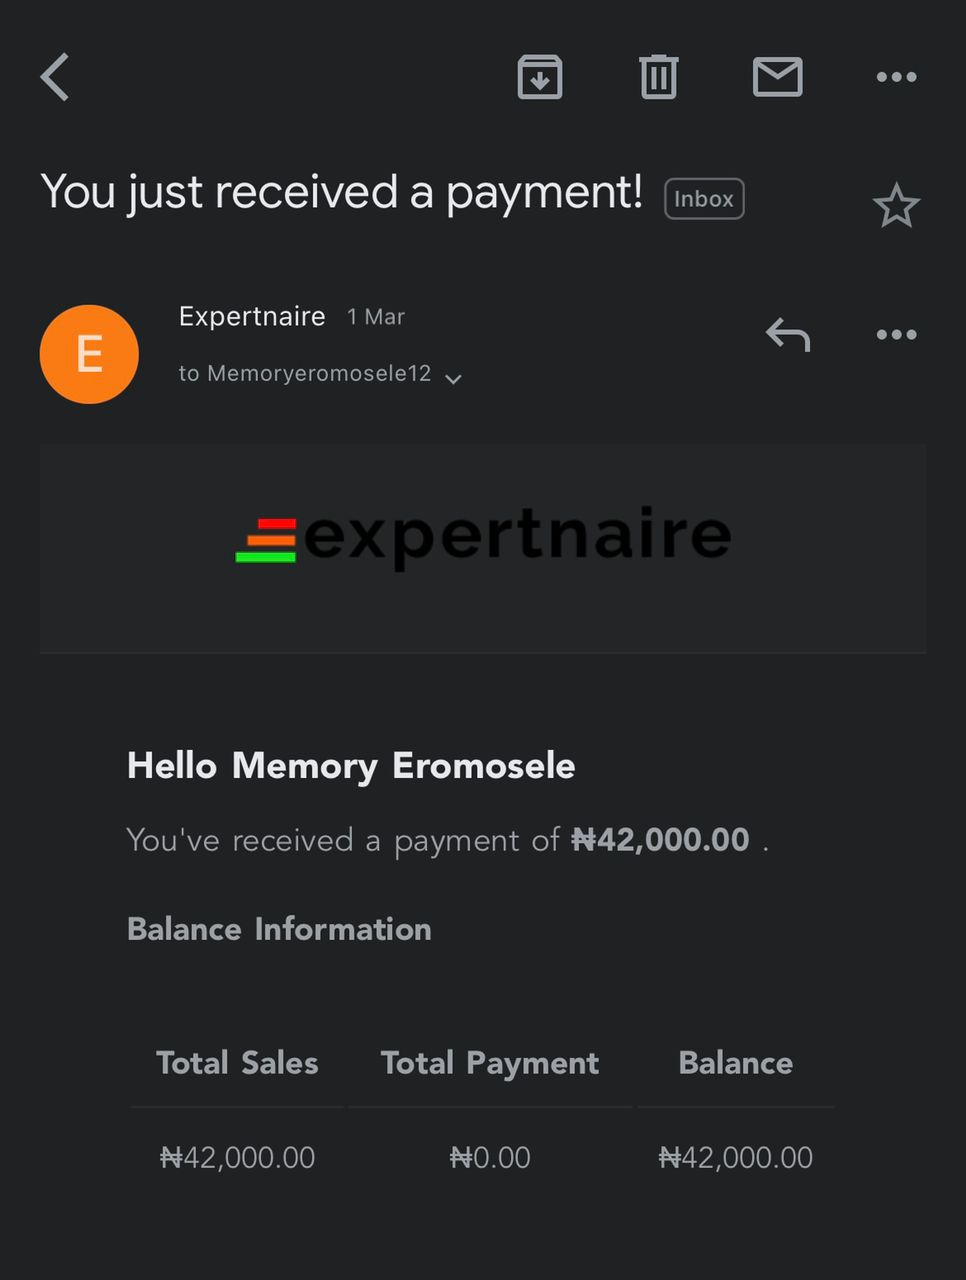 You just received a payment! Inbox
E
Expertnaire 1 Mar
to Memoryeromosele12
expertnaire
Hello Memory Eromosele
You've received a payment of ₦42,000.00 .
Balance Information
Total Sales Total Payment Balance
₦42,000.00 ₦0.00 ₦42,000.00